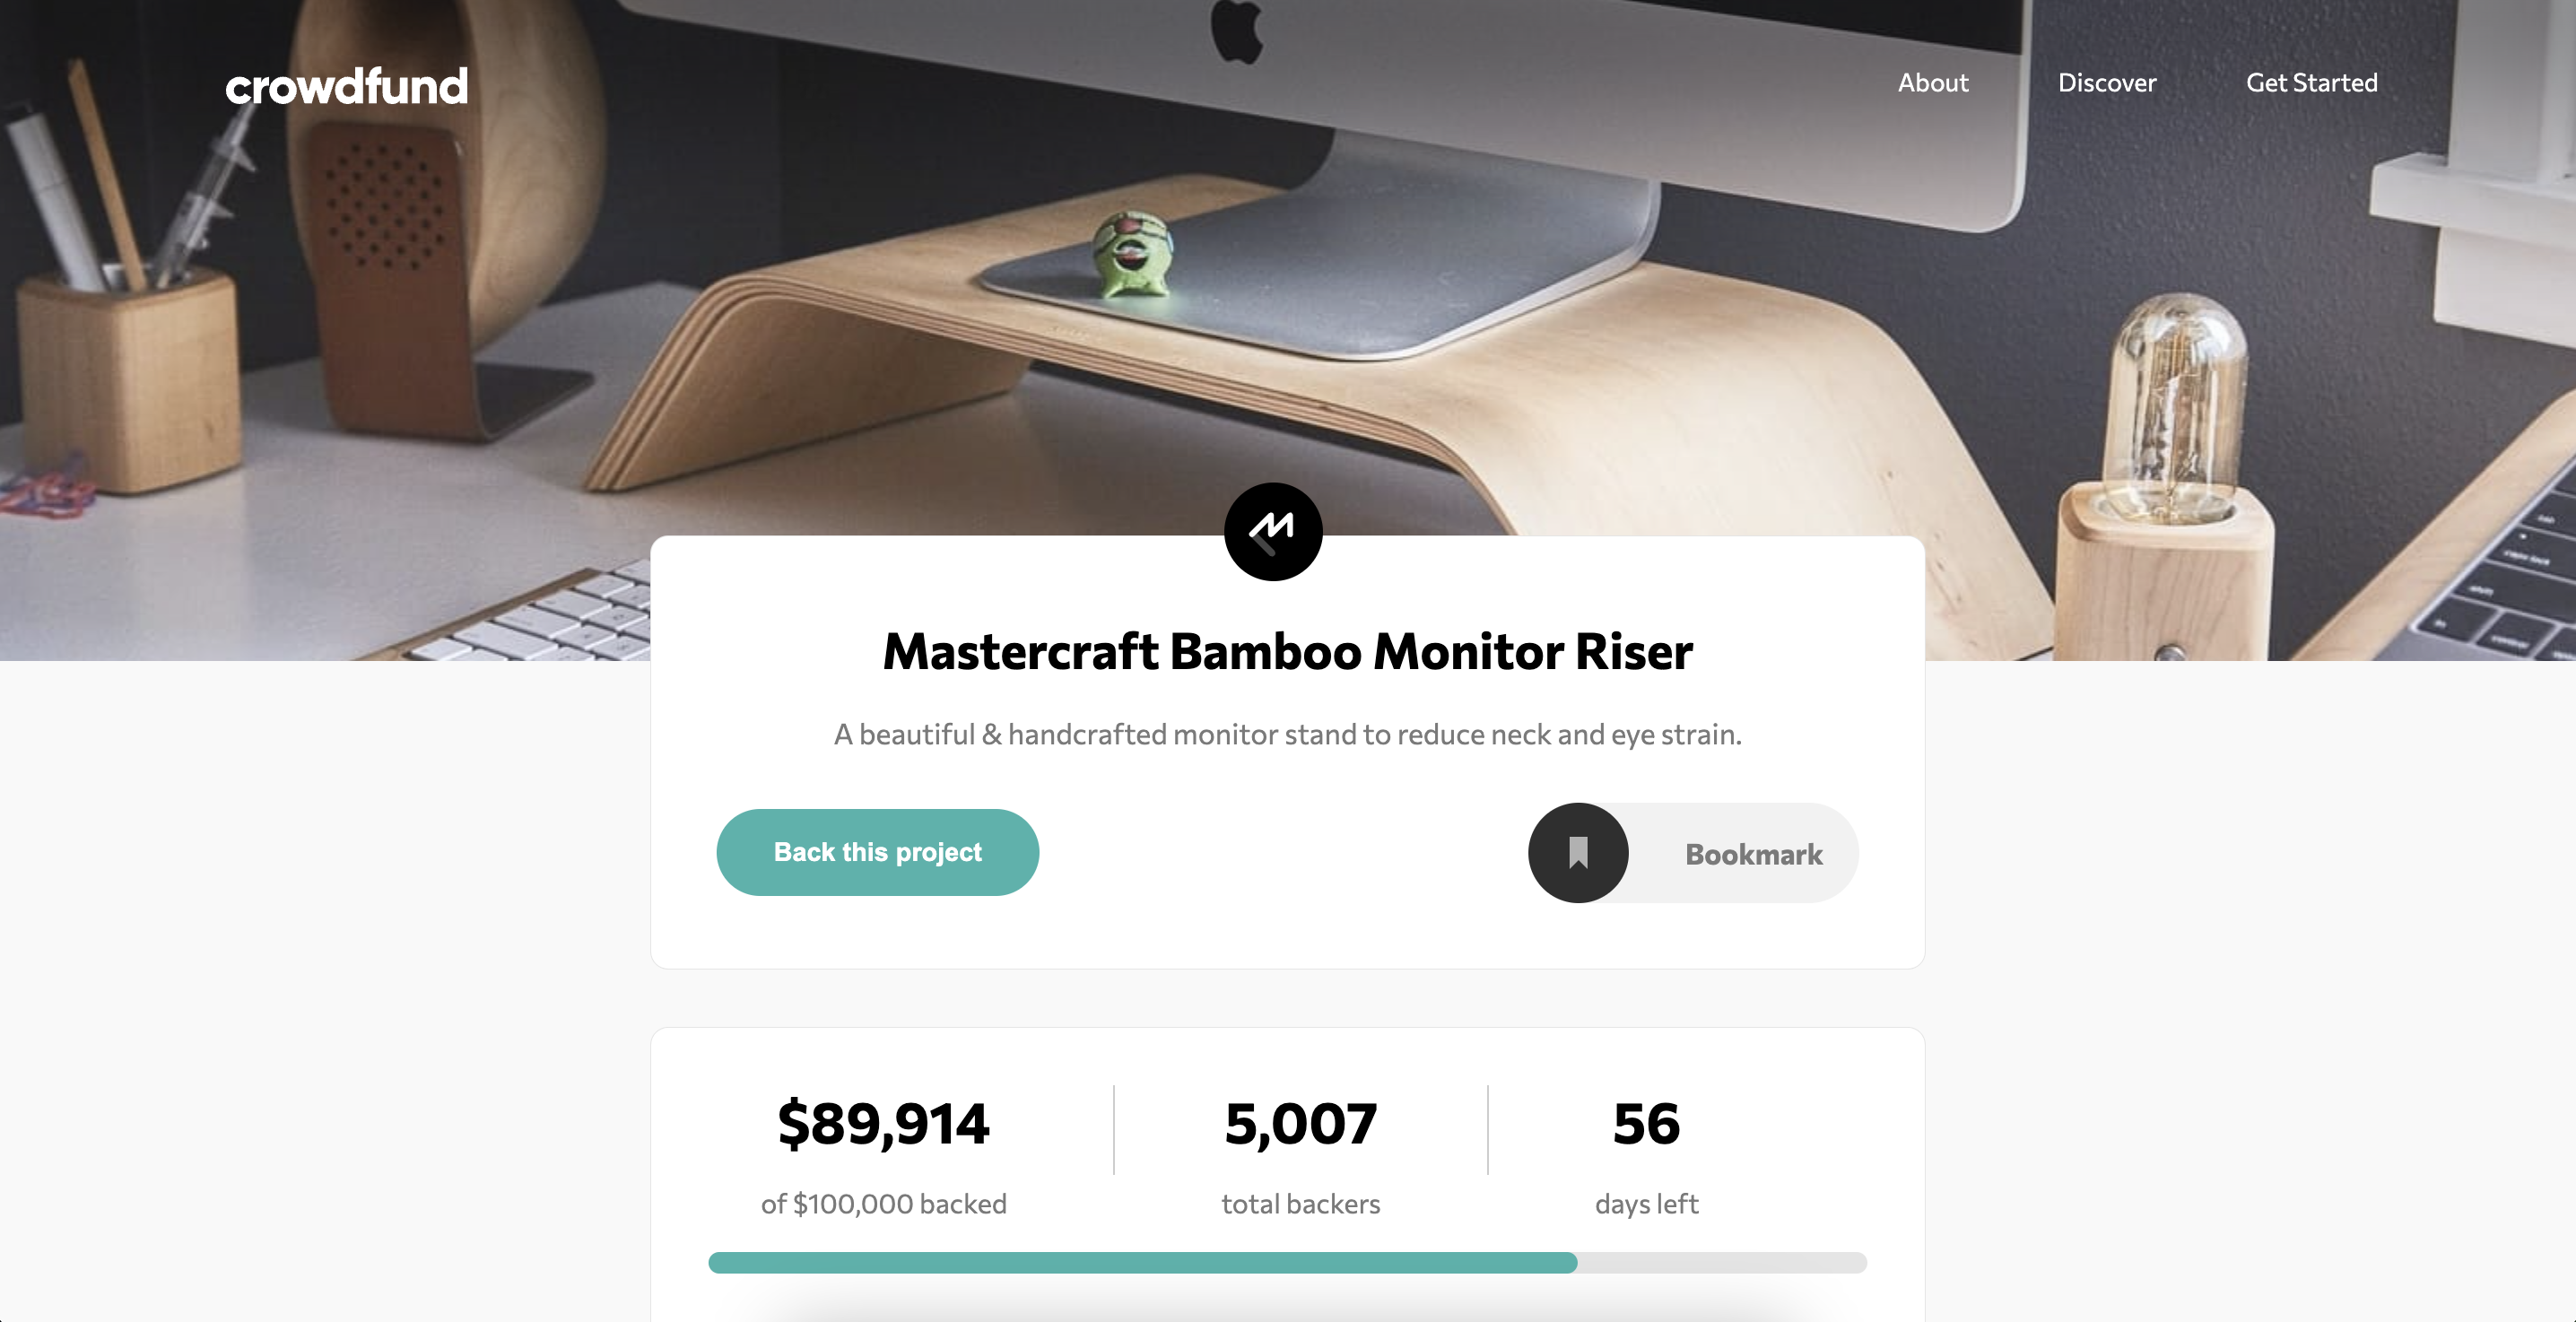 crowdfund
About
Discover
Get Started
Mastercraft Bamboo Monitor Riser
A beautiful & handcrafted monitor stand to reduce neck and eye strain.
Back this project
Bookmark
$89,914
5,007
56
of $100,000 backed
total backers
days left